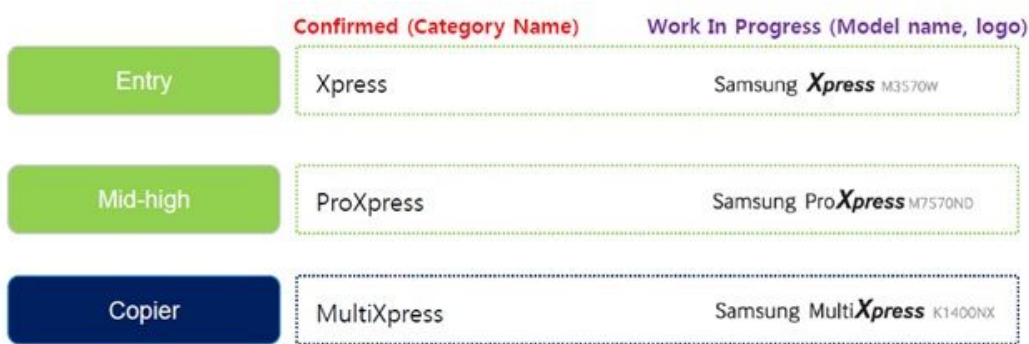 Confirmed (Category Name) Work In Progress (Model name, logo)
Entry Xpress Samsung Xpress M3570W
Mid-high ProXpress Samsung ProXpress M7570ND
Copier MultiXpress Samsung MultiXpress K1400NX